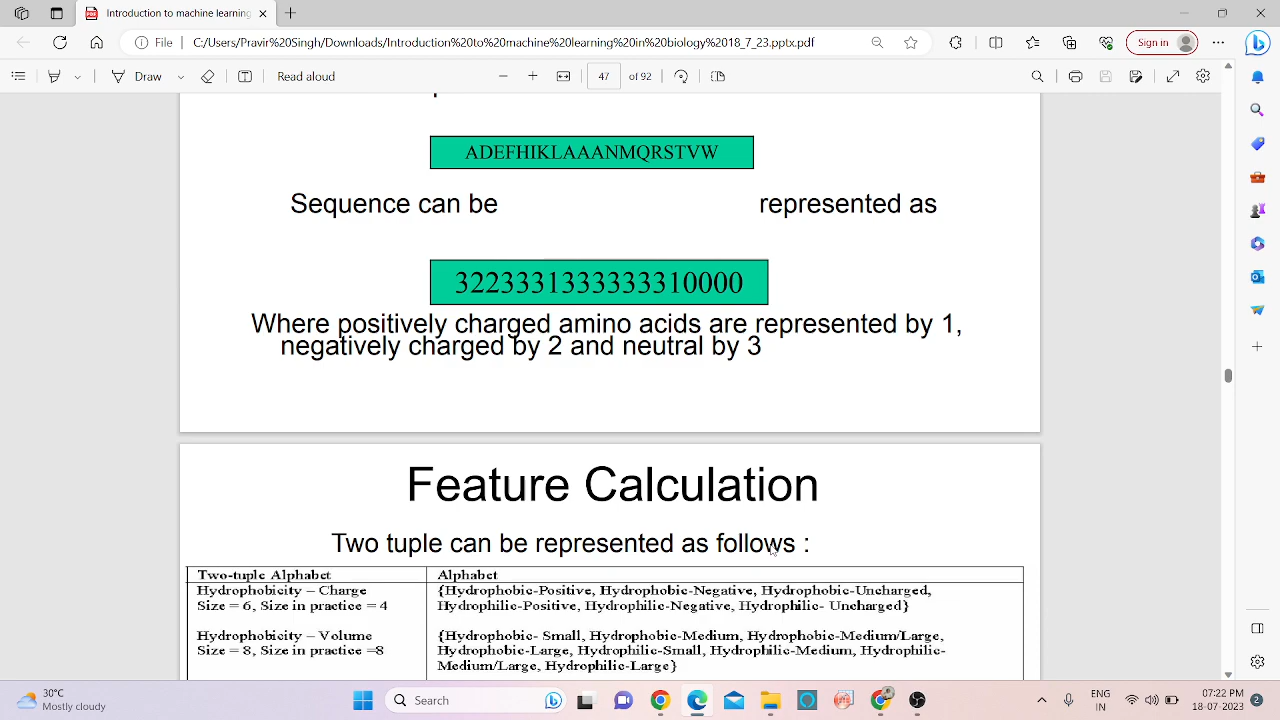 Introduction to machine learning
File
C:/Users/Pravir%20Singh/Downloads/Introduction%20to%20machine%20learning%20in%20biology%2018_7_23.pptx.pdf
Sign in
Draw
Read aloud
47
of 92
ADEFHIKLAAANMQRSTVW
Sequence can be represented as
3223331333333310000
Where positively charged amino acids are represented by 1,
negatively charged by 2 and neutral by 3
Feature Calculation
Two tuple can be represented as follows :
Two-tuple Alphabet
Alphabet
Hydrophobicity – Charge
Size = 6, Size in practice = 4
{Hydrophobic-Positive, Hydrophobic-Negative, Hydrophobic-Uncharged,
Hydrophilic-Positive, Hydrophilic-Negative, Hydrophilic- Uncharged}
Hydrophobicity – Volume
Size = 8, Size in practice =8
{Hydrophobic- Small, Hydrophobic-Medium, Hydrophobic-Medium/Large,
Hydrophobic-Large, Hydrophilic-Small, Hydrophilic-Medium, Hydrophilic-
Medium/Large, Hydrophilic-Large}
30°C
Mostly cloudy
Search
ENG
IN
07:22 PM
18-07-2023
2